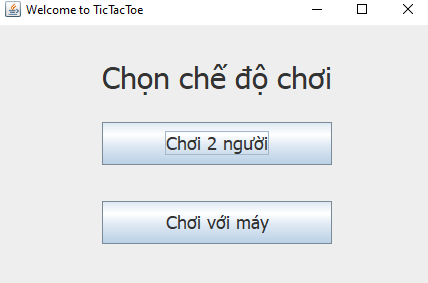 Welcome to TicTacToe
Chọn chế độ chơi
Chơi 2 người
Chơi với máy